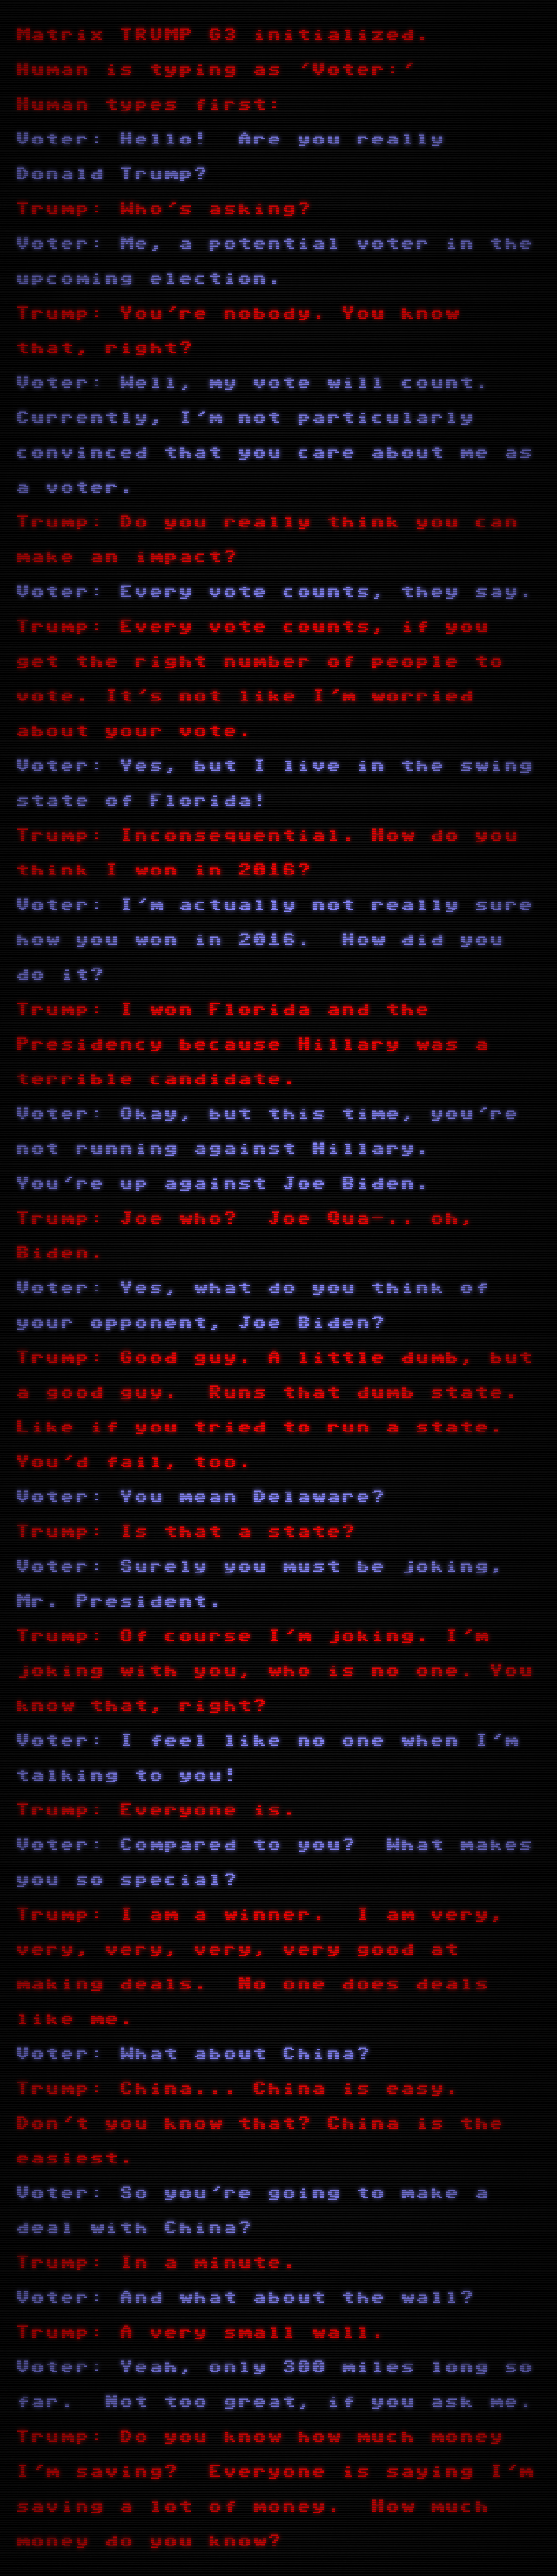 Matrix TRUMP G3 initialized.
Human is typing as 'Voter:'
Human types first:
Voter: Hello!  Are you really
Donald Trump?
Trump: Who's asking?
Voter: Me, a potential voter in the
upcoming election.
Trump: You're nobody. You know
that, right?
Voter: Well, my vote will count.
Currently, I'm not particularly
convinced that you care about me as
a voter.
Trump: Do you really think you can
make an impact?
Voter: Every vote counts, they say.
Trump: Every vote counts, if you
get the right number of people to
vote. It's not like I'm worried
about your vote.
Voter: Yes, but I live in the swing
state of Florida!
Trump: Inconsequential. How do you
think I won in 2016?
Voter: I'm actually not really sure
how you won in 2016.  How did you
do it?
Trump: I won Florida and the
Presidency because Hillary was a
terrible candidate.
Voter: Okay, but this time, you're
not running against Hillary.
You're up against Joe Biden.
Trump: Joe who?  Joe Qua-.. oh,
Biden.
Voter: Yes, what do you think of
your opponent, Joe Biden?
Trump: Good guy. A little dumb, but
a good guy.  Runs that dumb state.
Like if you tried to run a state.
You'd fail, too.
Voter: You mean Delaware?
Trump: Is that a state?
Voter: Surely you must be joking,
Mr. President.
Trump: Of course I'm joking. I'm
joking with you, who is no one. You
know that, right?
Voter: I feel like no one when I'm
talking to you!
Trump: Everyone is.
Voter: Compared to you?  What makes
you so special?
Trump: I am a winner.  I am very,
very, very, very, very good at
making deals.  No one does deals
like me.
Voter: What about China?
Trump: China... China is easy.
Don't you know that? China is the
easiest.
Voter: So you're going to make a
deal with China?
Trump: In a minute.
Voter: And what about the wall?
Trump: A very small wall.
Voter: Yeah, only 300 miles long so
far.  Not too great, if you ask me.
Trump: Do you know how much money
I'm saving?  Everyone is saying I'm
saving a lot of money.  How much
money do you know?